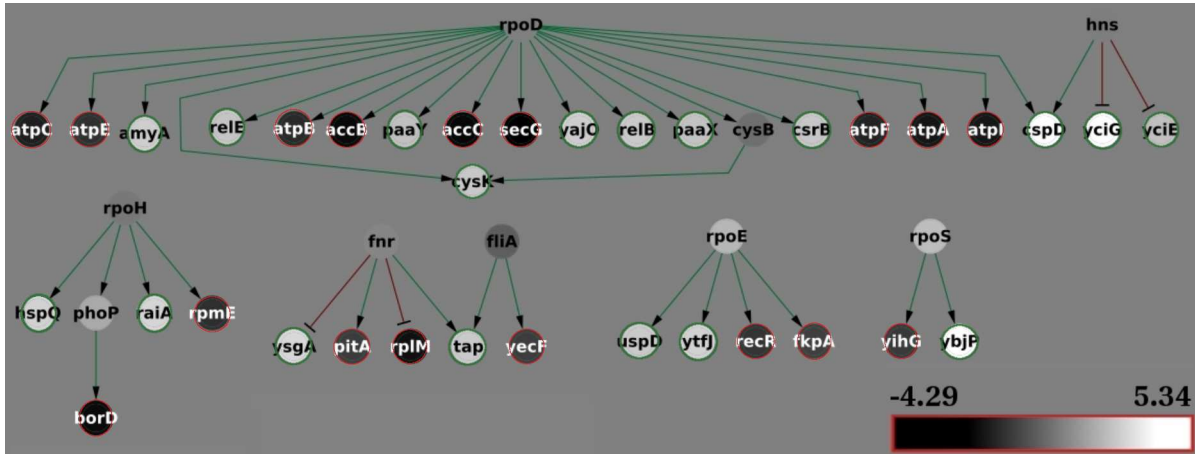 rpoD hns
atpC atpE amyA relE atpB accB paaY accC secG yajC relB paaX cysB csrB atpF atpA atpI cspD yciG yciE
cysK
rpoH
fnr fliA rpoE rpoS
hspQ phoP raiA rpmE
ysgA pitA rplM tap yecF uspD ytfJ recR fkpA yihG ybjP
-4.29 5.34
borD